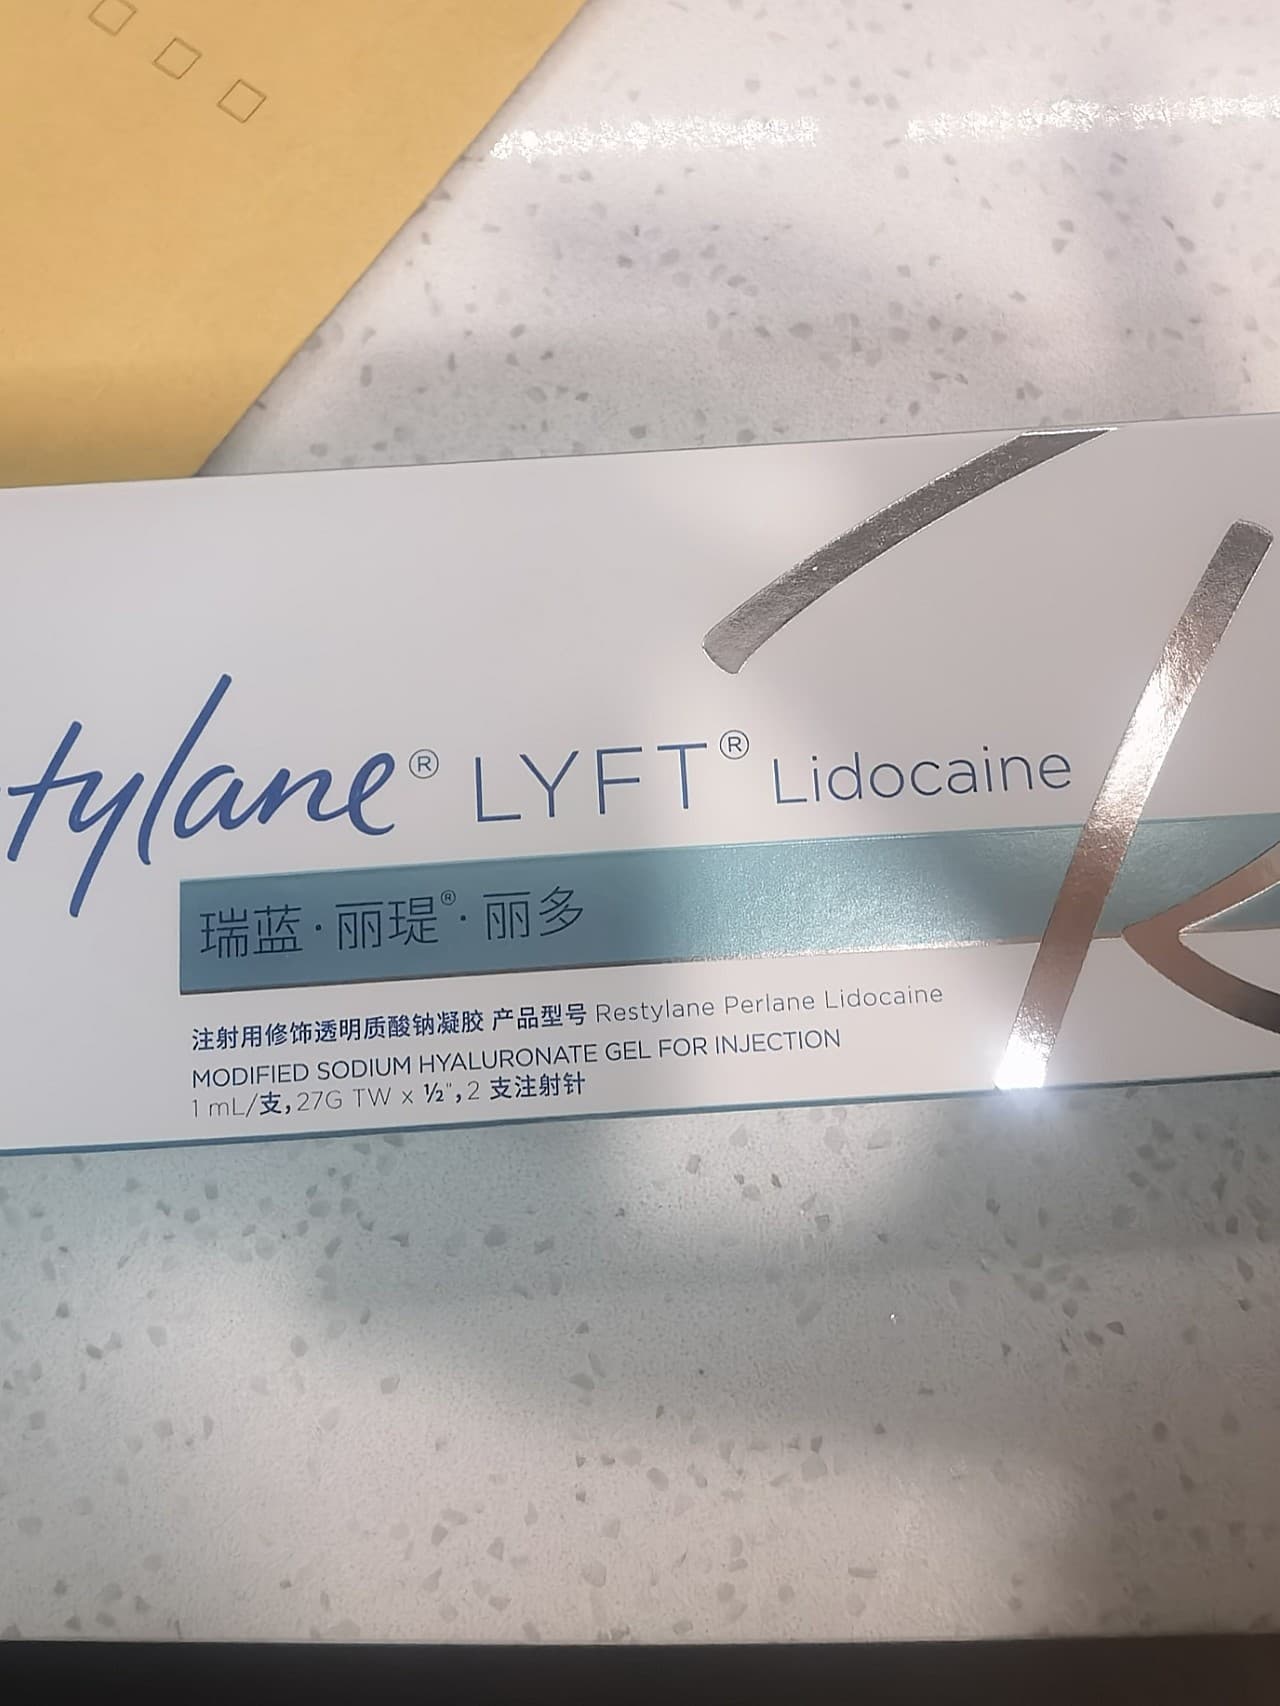 tylane® LYFT® Lidocaine
瑞蓝·丽瑅®·丽多
注射用修饰透明质酸钠凝胶 产品型号 Restylane Perlane Lidocaine
MODIFIED SODIUM HYALURONATE GEL FOR INJECTION
1 mL/支, 27G TW x ½", 2 支注射针